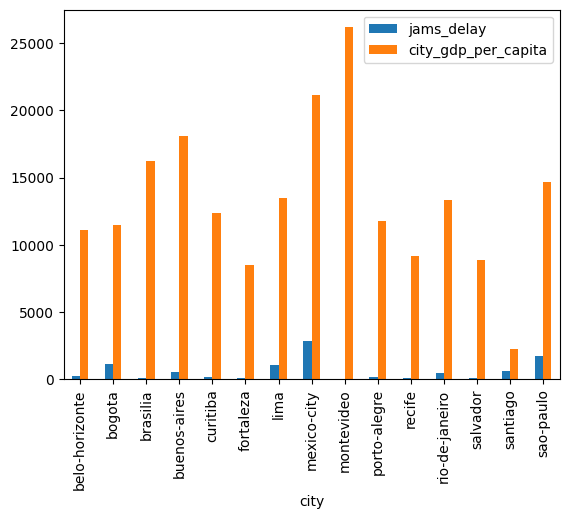 jams_delay
city_gdp_per_capita
25000
20000
15000
10000
5000
0
belo-horizonte
bogota
brasilia
buenos-aires
curitiba
fortaleza
lima
mexico-city
montevideo
porto-alegre
recife
rio-de-janeiro
salvador
santiago
sao-paulo
city